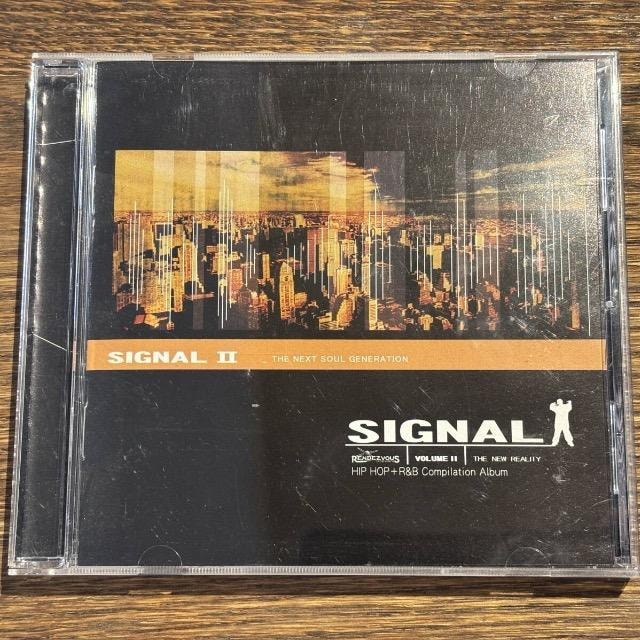 SIGNAL II THE NEXT SOUL GENERATION
SIGNAL
RENDEZVOUS VOLUME II THE NEW REALITY
HIP HOP+R&B Compilation Album